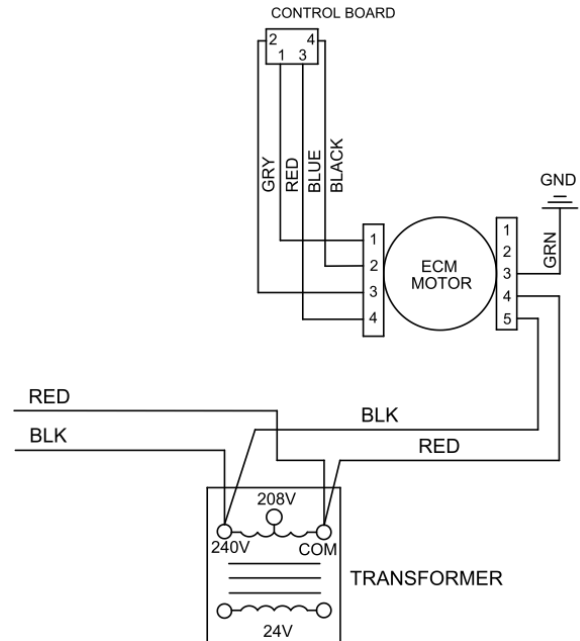 CONTROL BOARD
2 4
1 3
GRY
RED
BLUE
BLACK
GND
GRN
1
2
3
4
ECM
MOTOR
1
2
3
4
5
RED
BLK
BLK
RED
208V
240V
COM
TRANSFORMER
24V